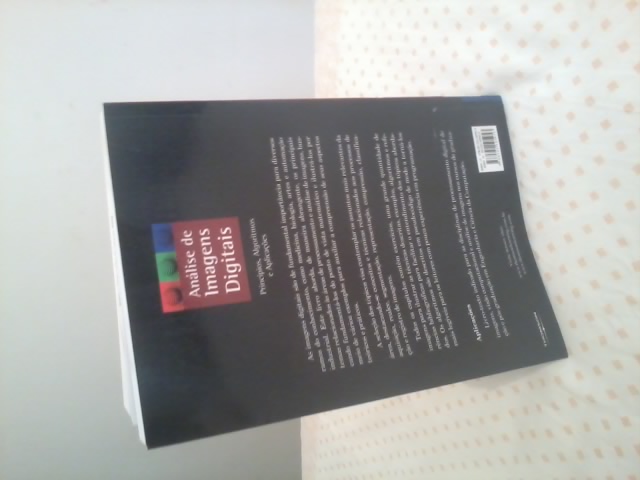 Análise de
Imagens
Digitais
Princípios, Algoritmos
e Aplicações
As imagens digitais são de fundamental importância para diversos
ramos do conhecimento, como medicina, biologia, artes e automação
industrial. Este livro aborda, de maneira abrangente, os principais
temas relacionados às áreas de processamento e análise de imagens, bus-
cando fundamentá-los do ponto de vista matemático e ilustrá-los por
meio de vários exemplos para auxiliar a compreensão de seus aspectos
teóricos e práticos.
A seleção dos tópicos visa contemplar os assuntos mais relevantes da
área, destacando-se conceitos e técnicas relacionados aos processos de
aquisição, realce, segmentação, representação, compressão, classifica-
ção e registro de imagens.
Todos os capítulos contêm exercícios, uma grande quantidade de
imagens para ilustrar as técnicas descritas, exemplos, algoritmos e refe-
rências bibliográficas para facilitar o entendimento dos tópicos aborda-
dos. Os algoritmos são descritos em pseudocódigo de modo a torná-los
mais legíveis para os leitores com pouca experiência em programação.
Aplicações
Livro-texto indicado para as disciplinas de processamento digital de
imagens, visão computacional e análise de imagens nos cursos de gradua-
ção e pós-graduação em Engenharia e Ciência da Computação.
THOMSON